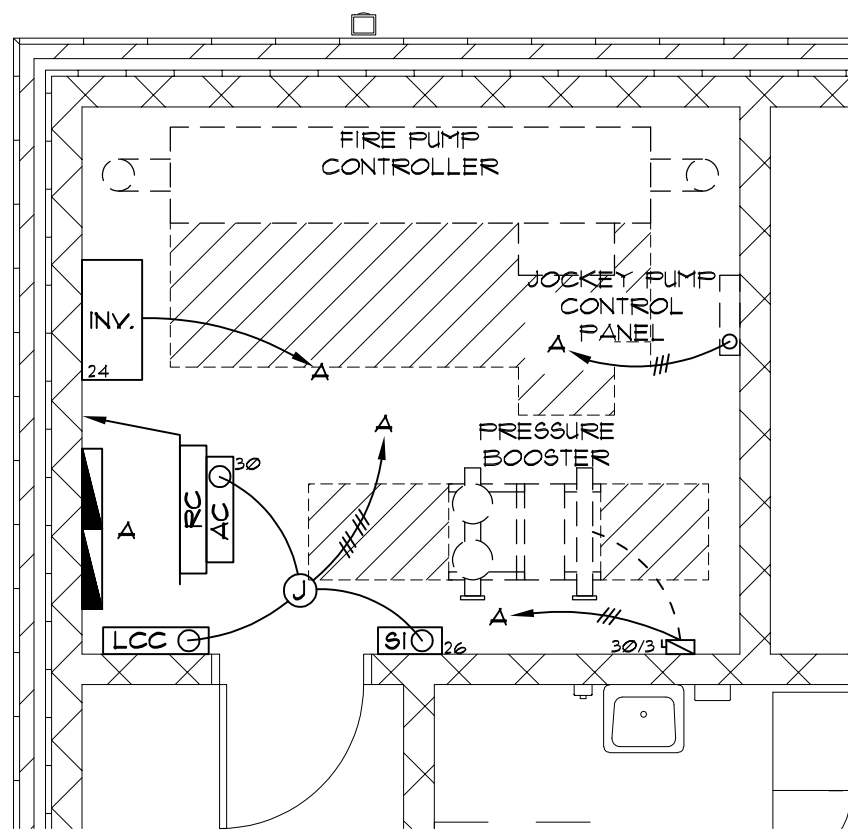 FIRE PUMP
CONTROLLER
JOCKEY PUMP
CONTROL
PANEL
INV.
24
A
A
A
PRESSURE
BOOSTER
30
RC
AC
A
J
A
LCC
SI
26
30/3